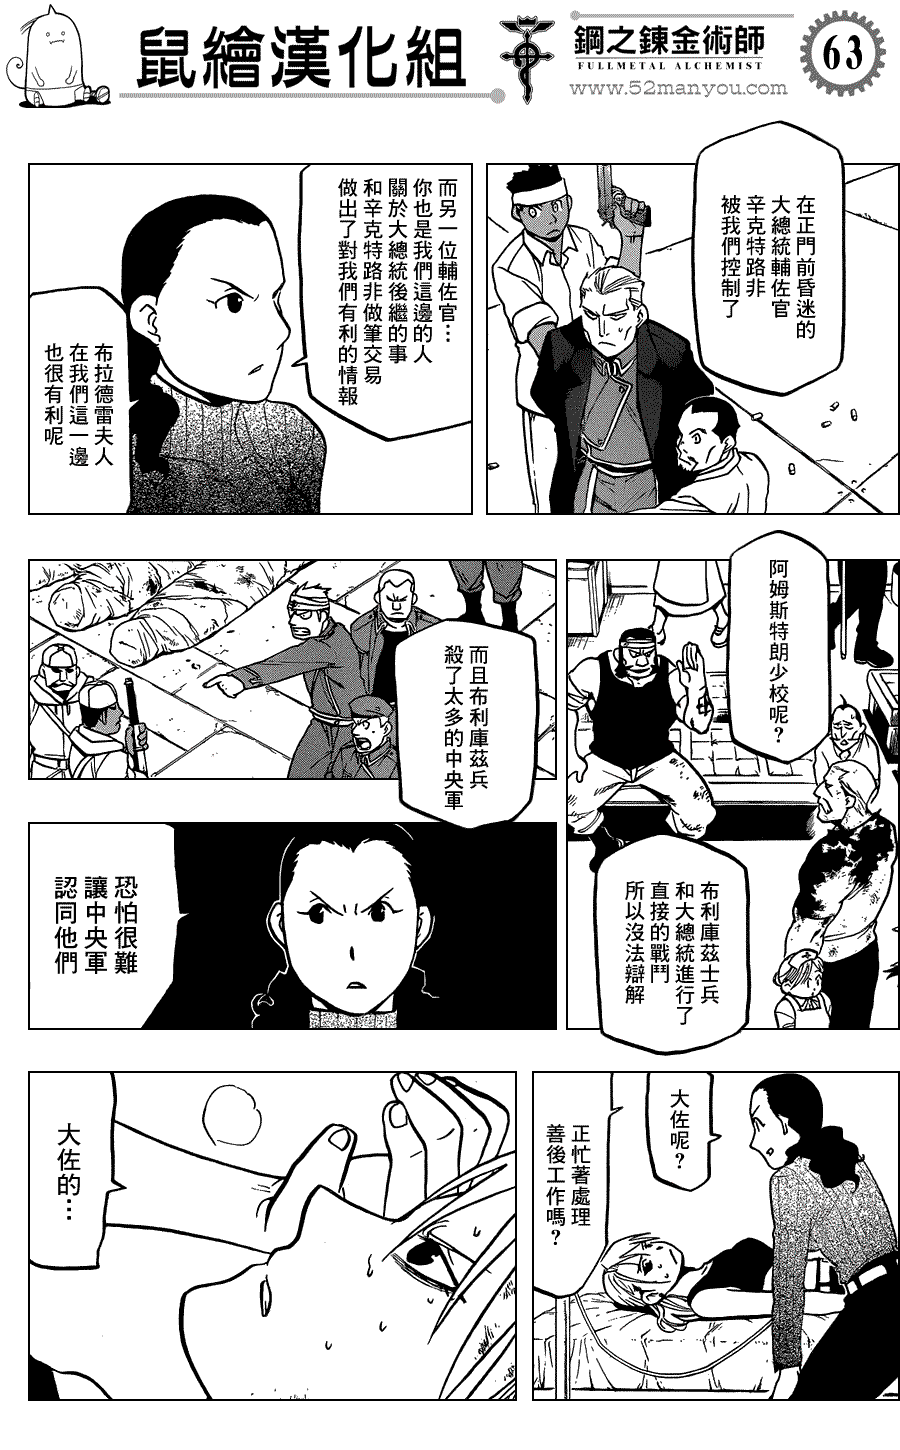 鼠繪漢化組
鋼之鍊金術師
FULLMETAL ALCHEMIST
www.52manyou.com
63
在正門前昏迷的
大總統輔佐官
辛克特路非
被我們控制了
而另一位輔佐官…
你也是我們這邊的人
關於大總統後繼的事
和辛克特路非做筆交易
做出了對我們有利的情報
布拉德雷夫人
在我們這一邊
也很有利呢
阿姆斯特朗少校呢?
布利庫茲士兵
和大總統進行了
直接的戰鬥
所以沒法辯解
而且布利庫茲兵
殺了太多的中央軍
恐怕很難
讓中央軍
認同他們
大佐呢?
正忙著處理
善後工作嗎?
大佐的…